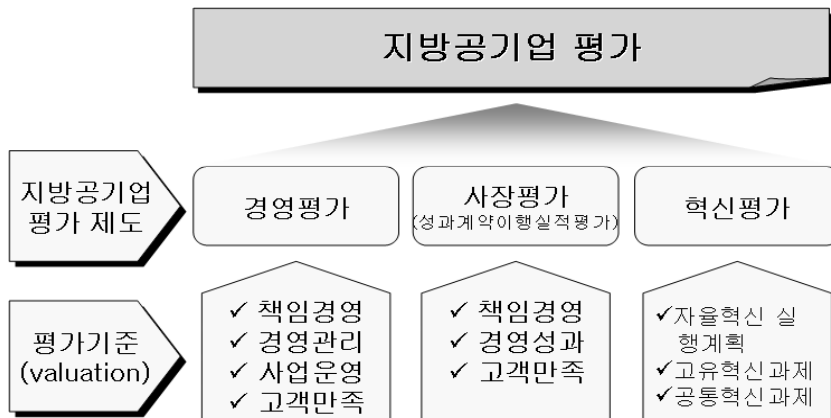 지방공기업 평가
지방공기업
평가 제도
경영평가
사장평가
(성과계약이행실적평가)
혁신평가
평가기준
(valuation)
✓ 책임경영
✓ 경영관리
✓ 사업운영
✓ 고객만족
✓ 책임경영
✓ 경영성과
✓ 고객만족
✓자율혁신 실
행계획
✓고유혁신과제
✓공통혁신과제